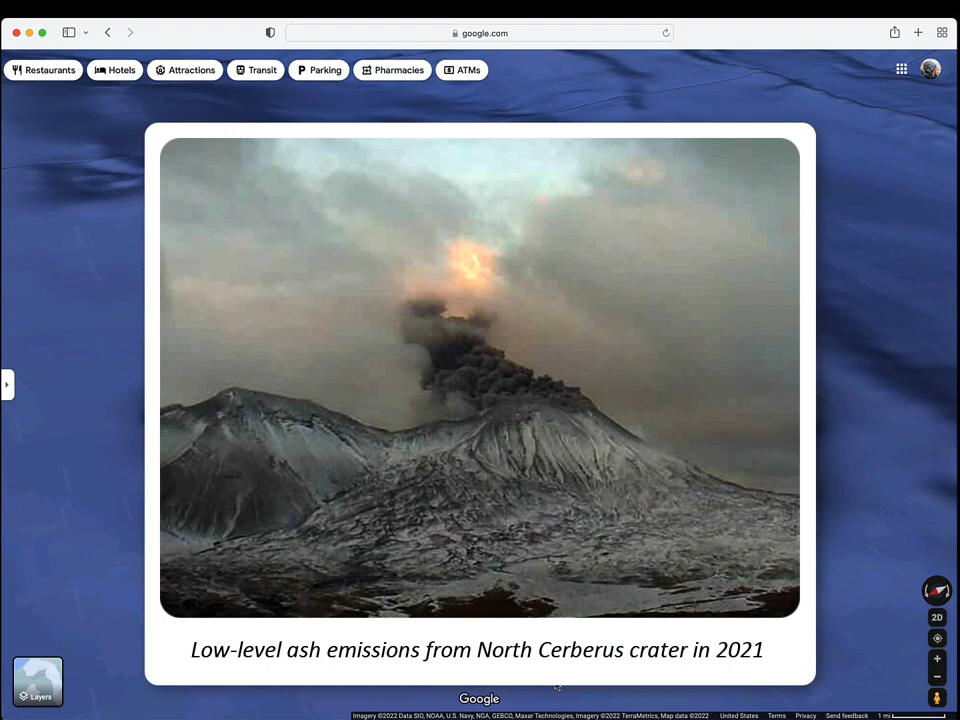 google.com
Restaurants
Hotels
Attractions
Transit
Parking
Pharmacies
ATMs
Low-level ash emissions from North Cerberus crater in 2021
2D
Layers
Google
Imagery ©2022 Data SIO, NOAA, U.S. Navy, NGA, GEBCO, Maxar Technologies, Imagery ©2022 TerraMetrics, Map data ©2022 United States Terms Privacy Send feedback 1 mi